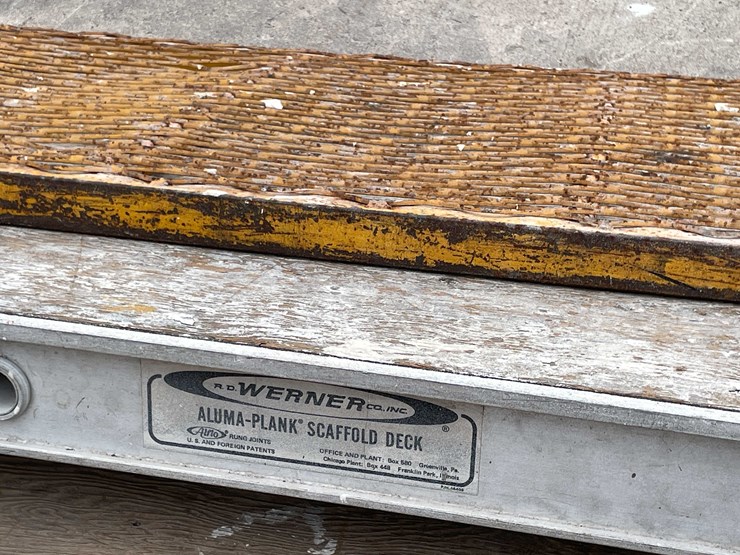 R.D. WERNER CO., INC.
®
ALUMA-PLANK® SCAFFOLD DECK
Alflo® RUNG JOINTS
U.S. AND FOREIGN PATENTS
OFFICE AND PLANT: Box 580 Greenville, Pa.
Chicago Plant: Box 448 Franklin Park, Illinois